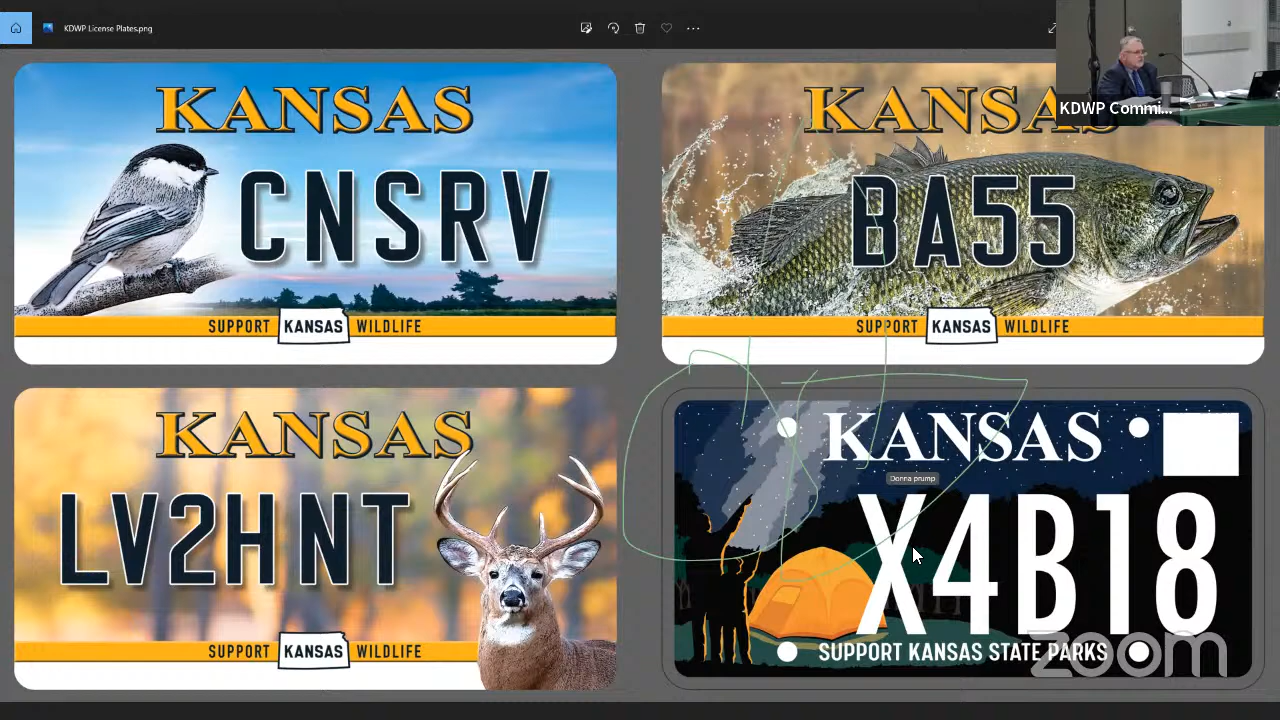 KDWP License Plates.png
KDWP Commi...
KANSAS
CNSRV
SUPPORT KANSAS WILDLIFE
KANSAS
BA55
SUPPORT KANSAS WILDLIFE
KANSAS
LV2HNT
SUPPORT KANSAS WILDLIFE
KANSAS
Donna prump
X4B18
SUPPORT KANSAS STATE PARKS
zoom